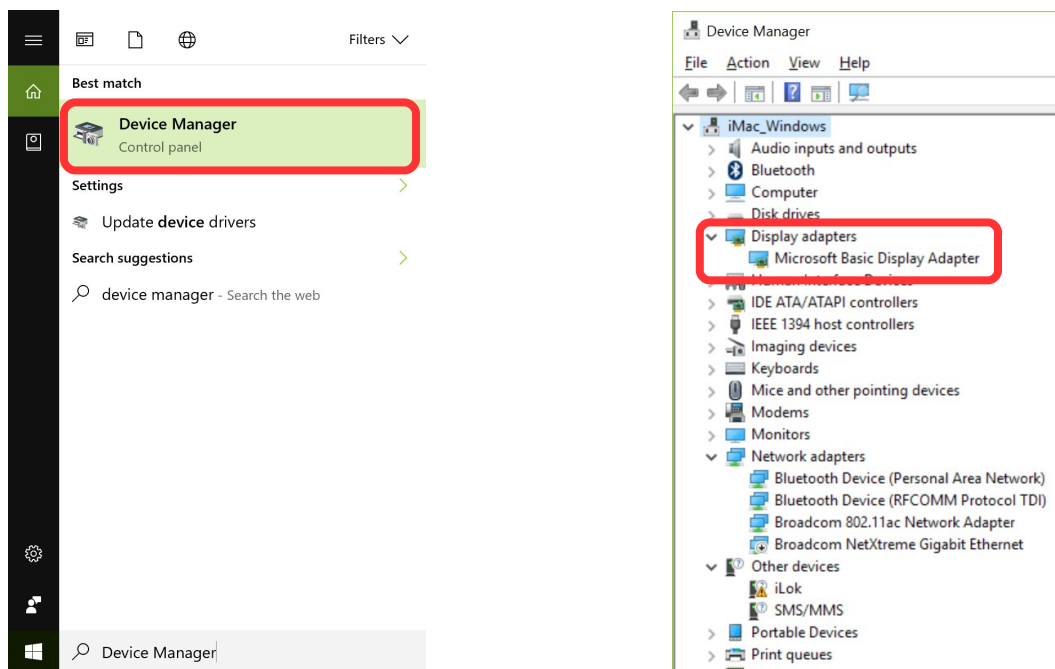 Filters
Best match
Device Manager
Control panel
Settings
Update device drivers
Search suggestions
device manager - Search the web
Device Manager
Device Manager
File Action View Help
iMac_Windows
Audio inputs and outputs
Bluetooth
Computer
Disk drives
Display adapters
Microsoft Basic Display Adapter
Human Interface Devices
IDE ATA/ATAPI controllers
IEEE 1394 host controllers
Imaging devices
Keyboards
Mice and other pointing devices
Modems
Monitors
Network adapters
Bluetooth Device (Personal Area Network)
Bluetooth Device (RFCOMM Protocol TDI)
Broadcom 802.11ac Network Adapter
Broadcom NetXtreme Gigabit Ethernet
Other devices
iLok
SMS/MMS
Portable Devices
Print queues